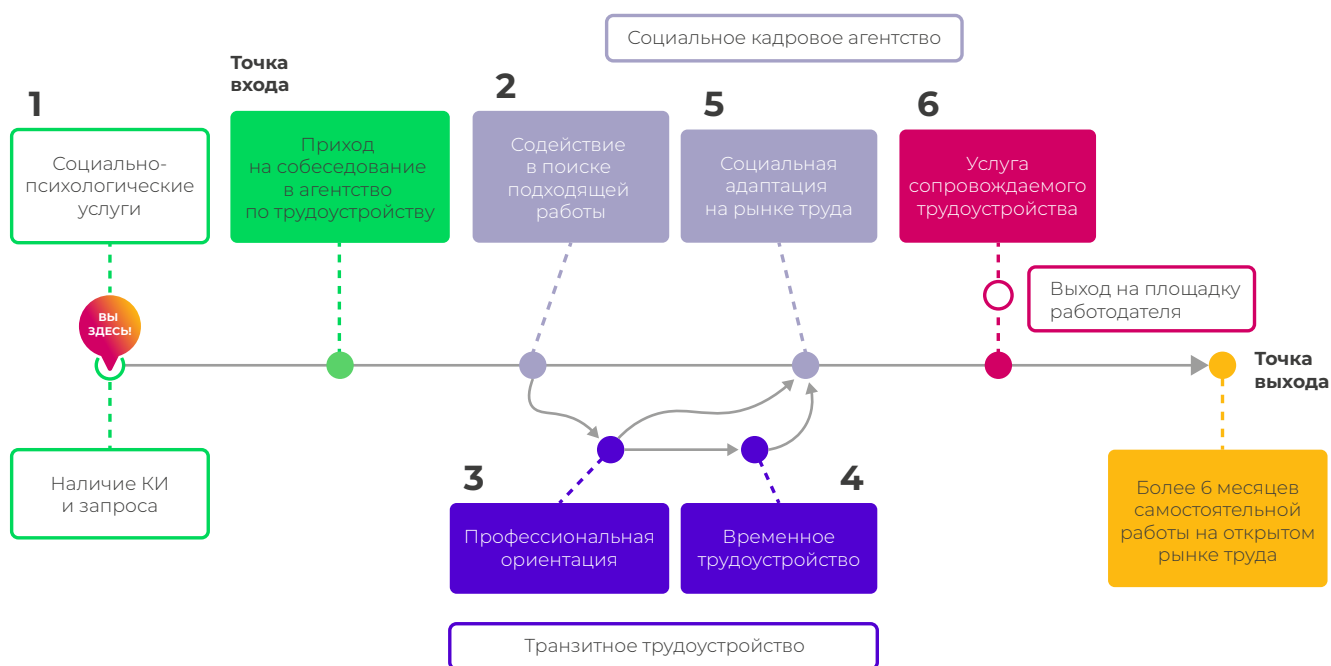 Социальное кадровое агентство
Точка
входа
1
Социально-
психологические
услуги
Приход
на собеседование
в агентство
по трудоустройству
2
Содействие
в поиске
подходящей
работы
5
Социальная
адаптация
на рынке труда
6
Услуга
сопровождаемого
трудоустройства
Выход на площадку
работодателя
ВЫ
ЗДЕСЬ!
Точка
выхода
Наличие КИ
и запроса
3
Профессиональная
ориентация
4
Временное
трудоустройство
Более 6 месяцев
самостоятельной
работы на открытом
рынке труда
Транзитное трудоустройство